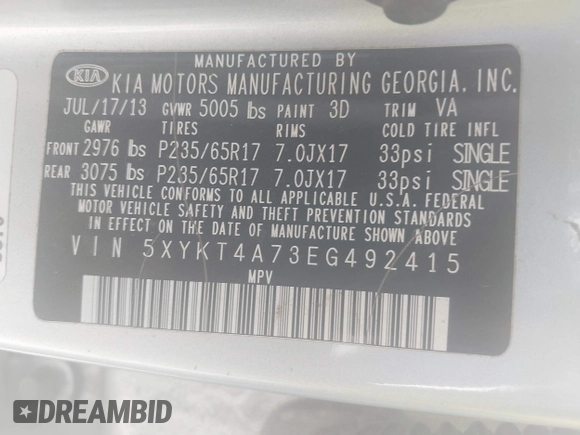 MANUFACTURED BY
KIA KIA MOTORS MANUFACTURING GEORGIA. INC.
JUL/17/13 GVWR 5005 lbs PAINT 3D TRIM VA
GAWR TIRES RIMS COLD TIRE INFL
FRONT 2976 lbs P235/65R17 7.0JX17 33psi SINGLE
REAR 3075 lbs P235/65R17 7.0JX17 33psi SINGLE
THIS VEHICLE CONFORMS TO ALL APPLICABLE U.S.A. FEDERAL
MOTOR VEHICLE SAFETY AND THEFT PREVENTION STANDARDS
IN EFFECT ON THE DATE OF MANUFACTURE SHOWN ABOVE.
VIN 5XYKT4A73EG492415
MPV
DREAMBID